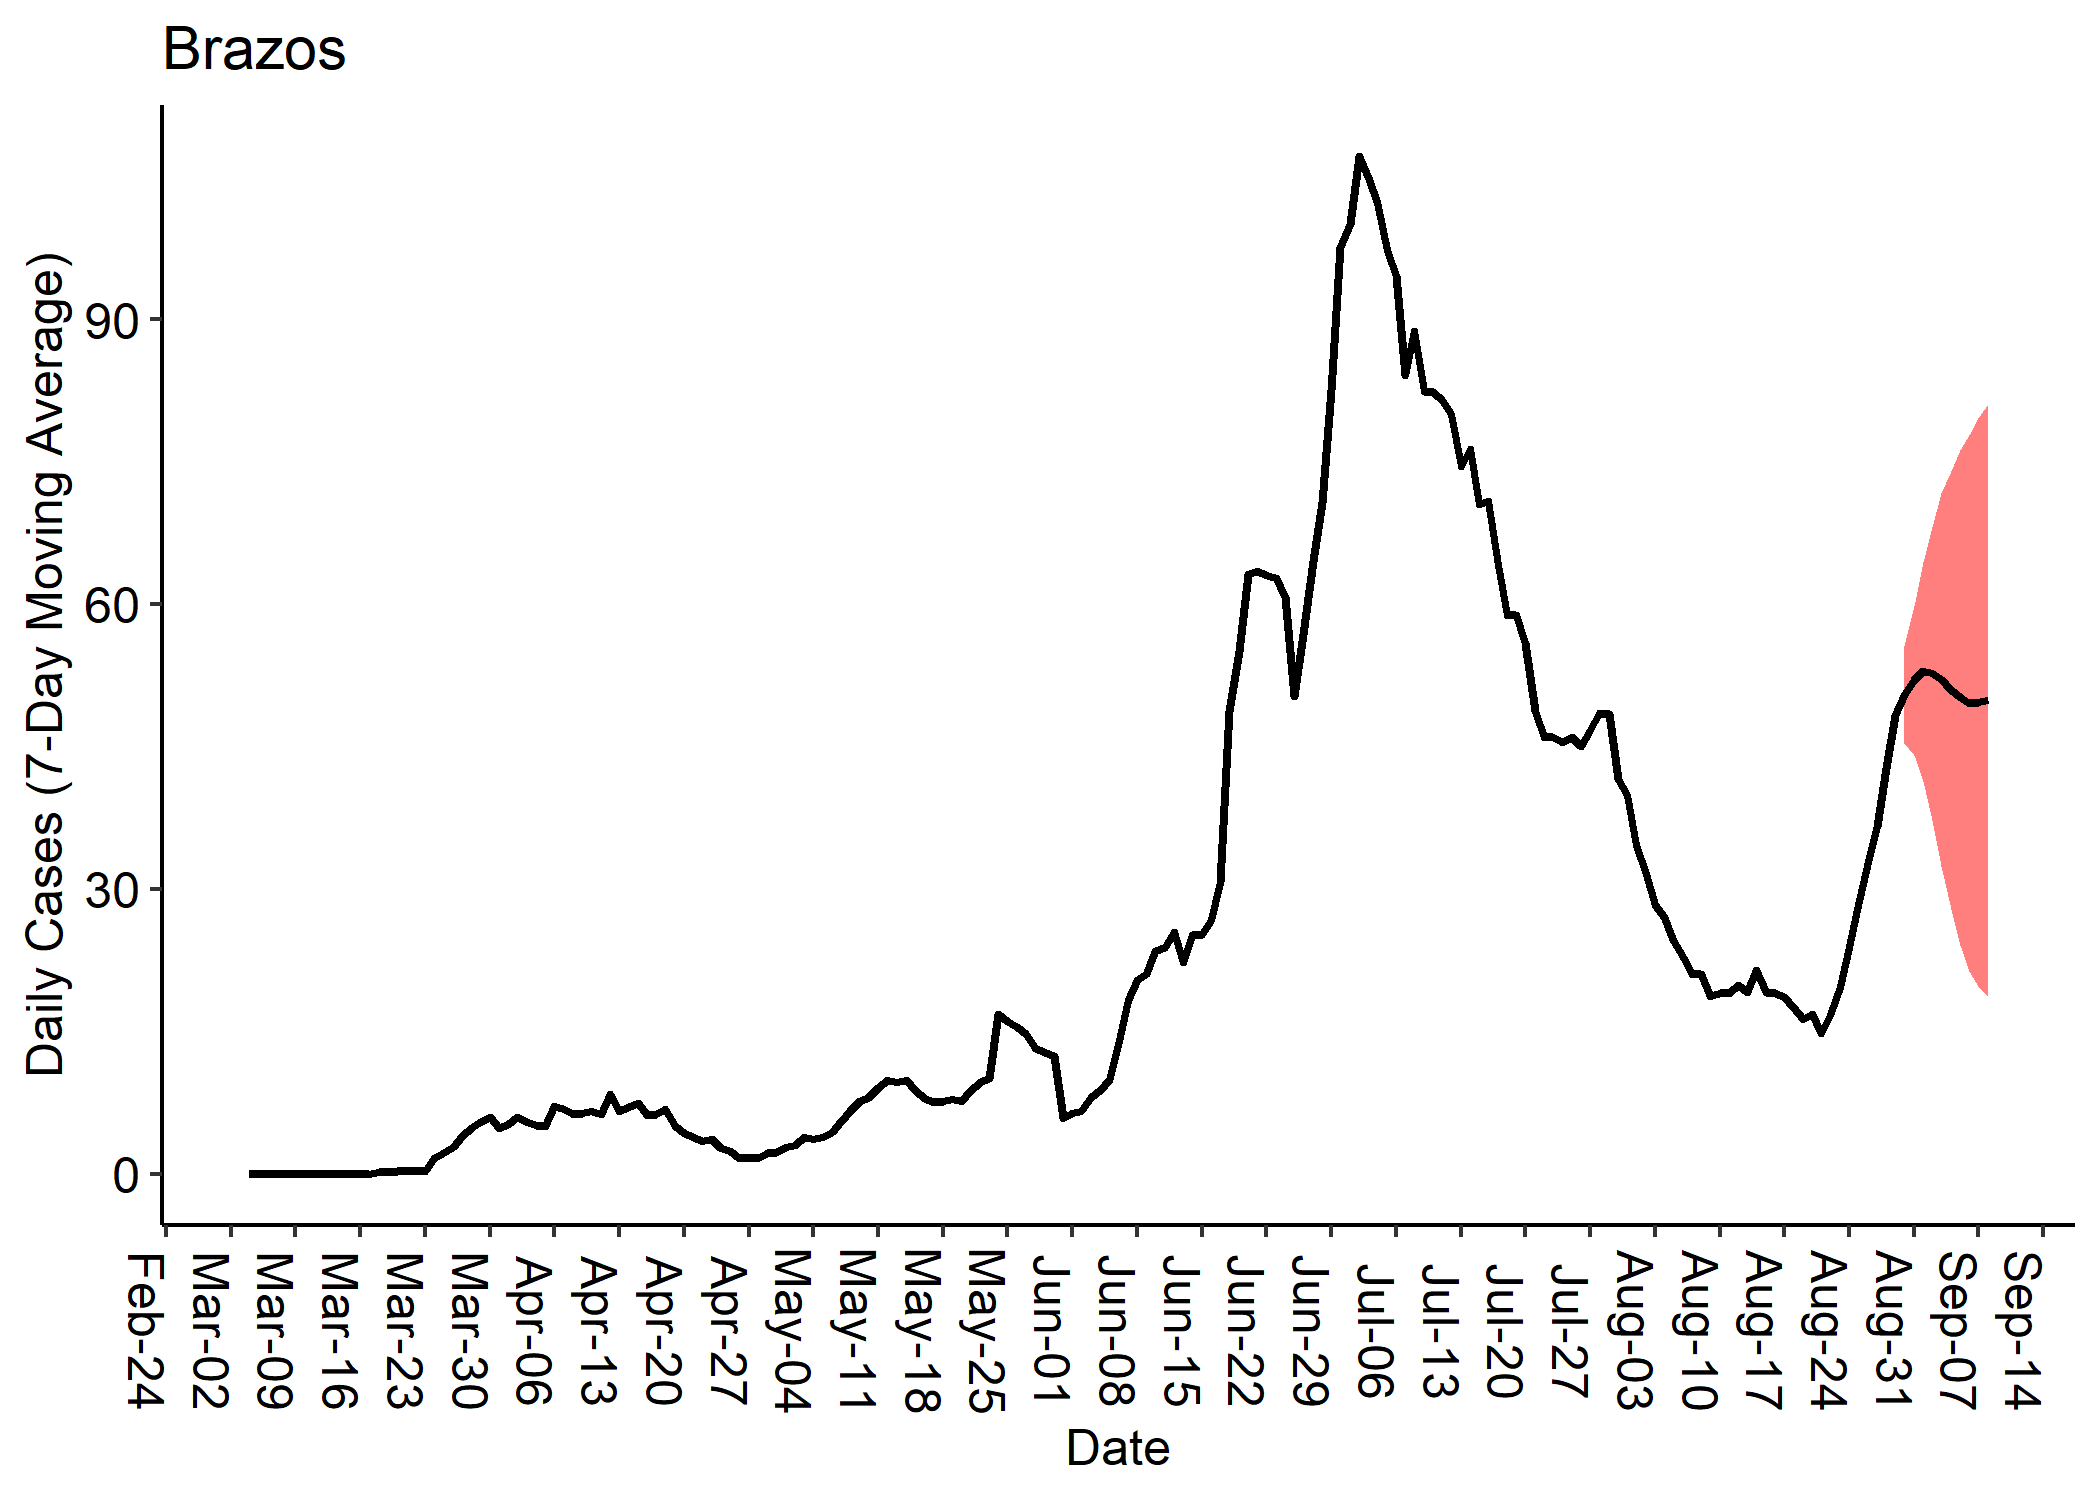 Brazos
Daily Cases (7-Day Moving Average)
90
60
30
0
Feb-24
Mar-02
Mar-09
Mar-16
Mar-23
Mar-30
Apr-06
Apr-13
Apr-20
Apr-27
May-04
May-11
May-18
May-25
Jun-01
Jun-08
Jun-15
Jun-22
Jun-29
Jul-06
Jul-13
Jul-20
Jul-27
Aug-03
Aug-10
Aug-17
Aug-24
Aug-31
Sep-07
Sep-14
Date